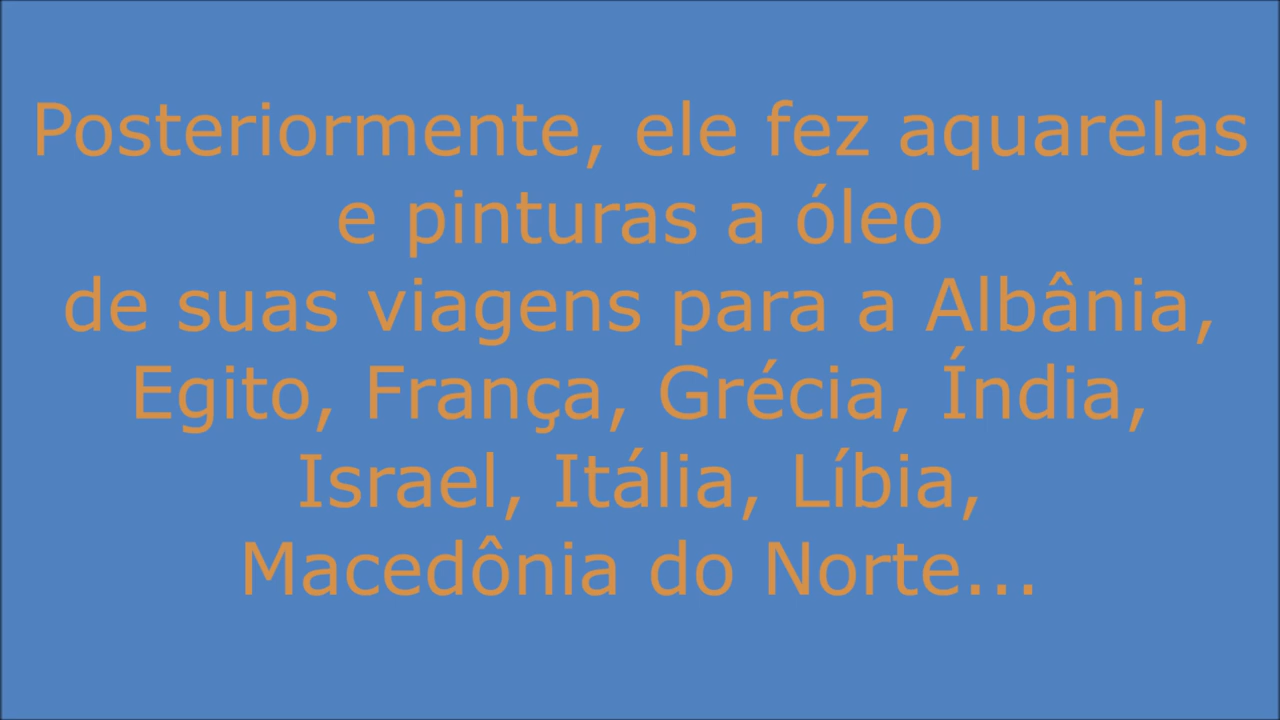 Posteriormente, ele fez aquarelas
e pinturas a óleo
de suas viagens para a Albânia,
Egito, França, Grécia, Índia,
Israel, Itália, Líbia,
Macedônia do Norte...